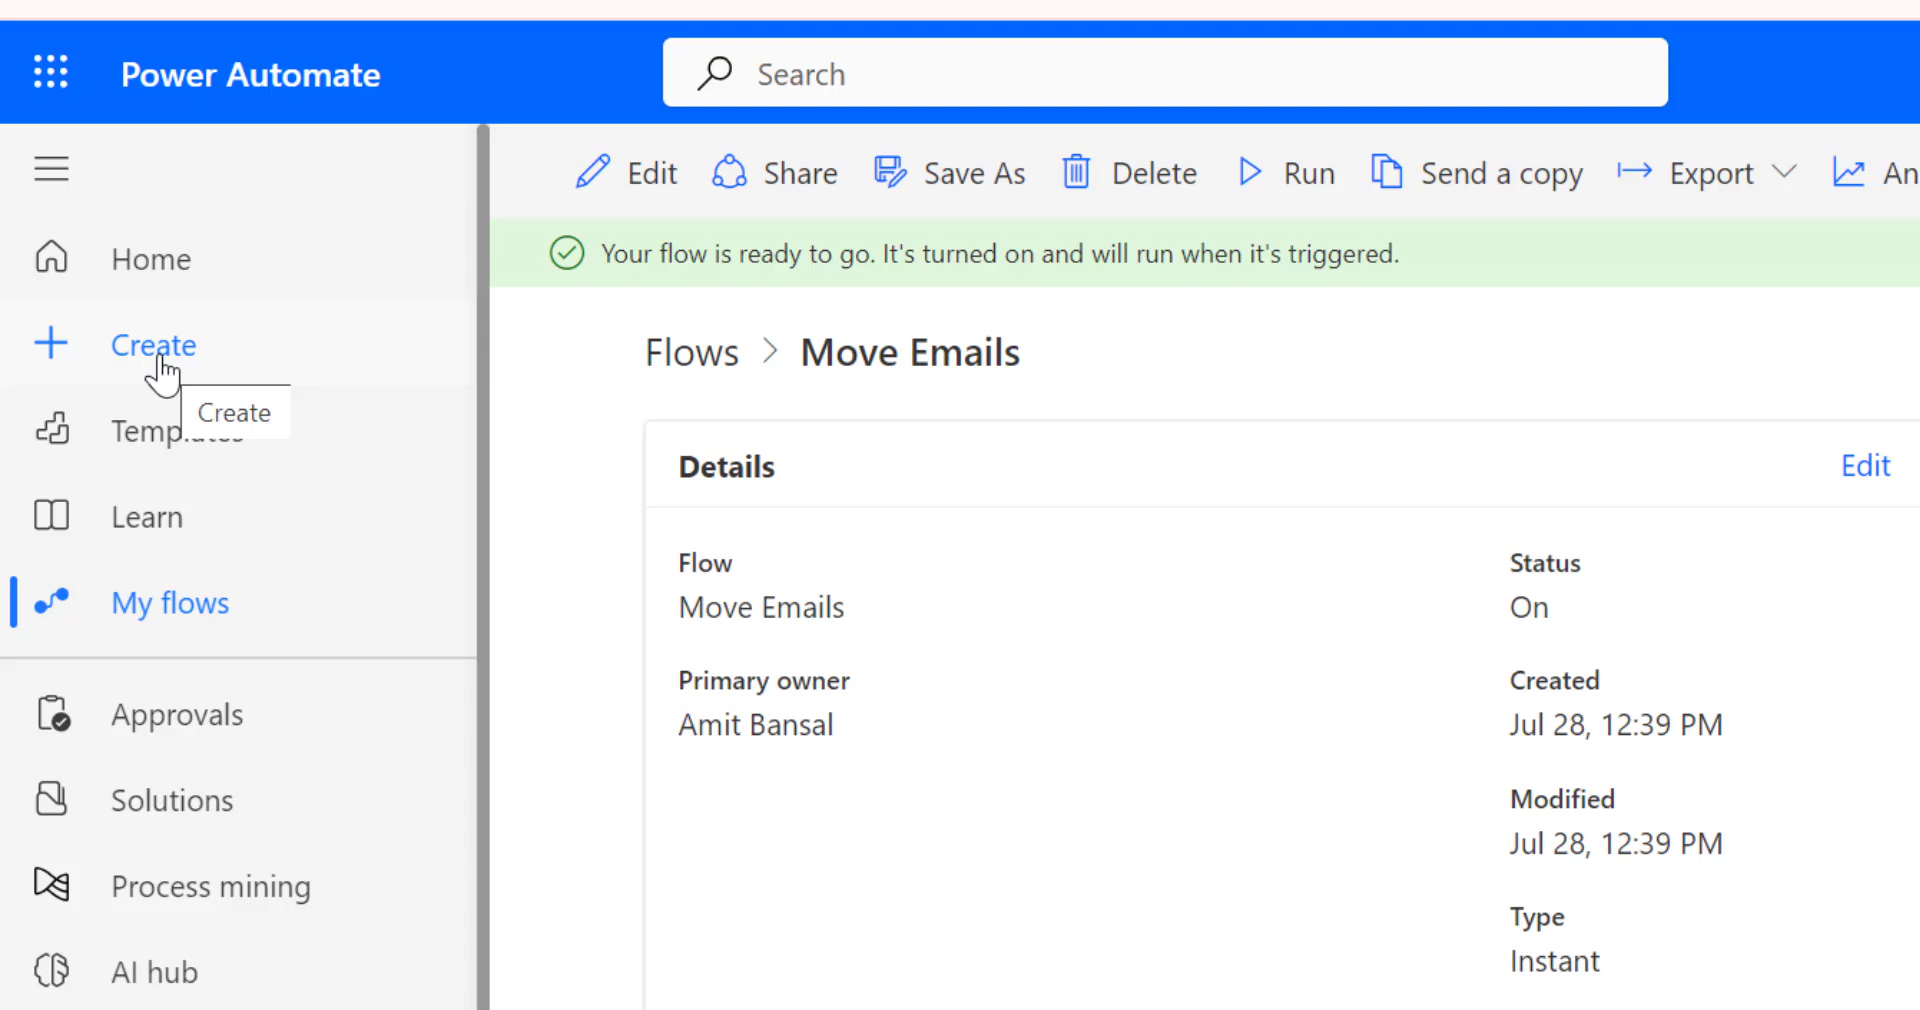 Power Automate
Search
Edit
Share
Save As
Delete
Run
Send a copy
Export
An
Your flow is ready to go. It's turned on and will run when it's triggered.
Home
Create
Create
Learn
My flows
Approvals
Solutions
Process mining
AI hub
Flows > Move Emails
Details
Edit
Flow
Move Emails
Primary owner
Amit Bansal
Status
On
Created
Jul 28, 12:39 PM
Modified
Jul 28, 12:39 PM
Type
Instant